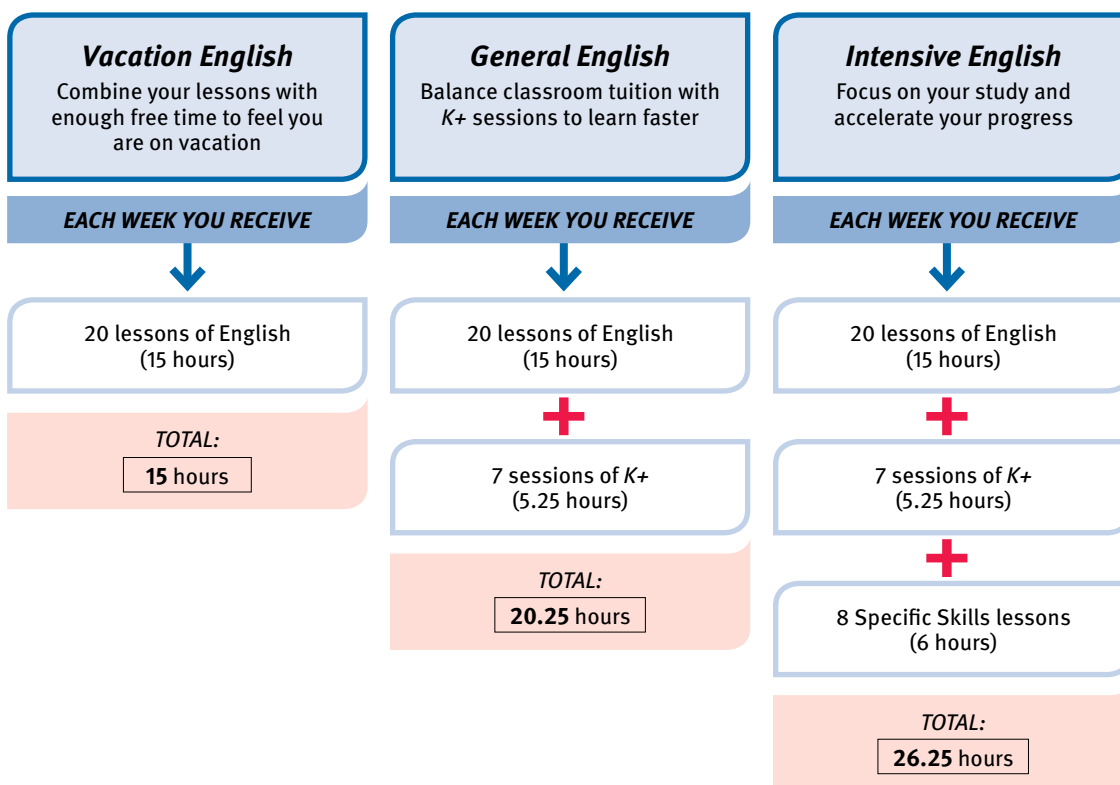 Vacation English
Combine your lessons with
enough free time to feel you
are on vacation
EACH WEEK YOU RECEIVE
20 lessons of English
(15 hours)
TOTAL:
15 hours
General English
Balance classroom tuition with
K+ sessions to learn faster
EACH WEEK YOU RECEIVE
20 lessons of English
(15 hours)
+
7 sessions of K+
(5.25 hours)
TOTAL:
20.25 hours
Intensive English
Focus on your study and
accelerate your progress
EACH WEEK YOU RECEIVE
20 lessons of English
(15 hours)
+
7 sessions of K+
(5.25 hours)
+
8 Specific Skills lessons
(6 hours)
TOTAL:
26.25 hours